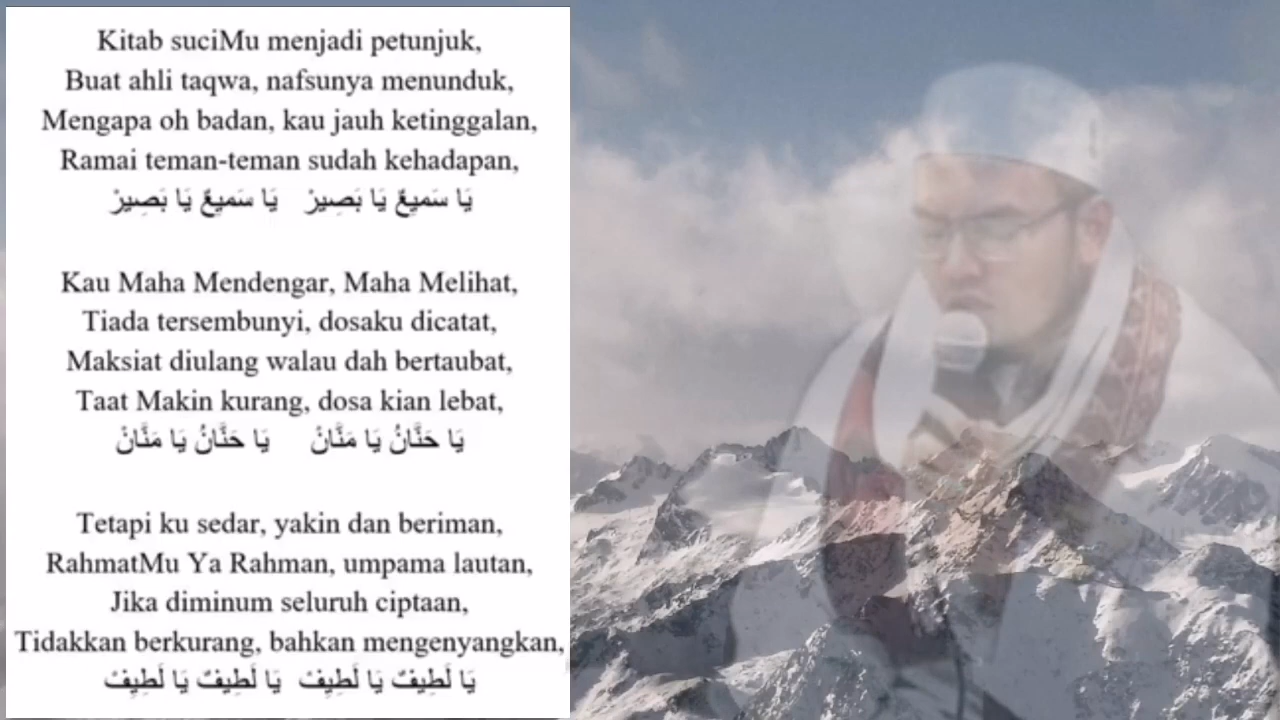 Kitab suciMu menjadi petunjuk,
Buat ahli taqwa, nafsunya menunduk,
Mengapa oh badan, kau jauh ketinggalan,
Ramai teman-teman sudah kehadapan,
يَا سَمِيعٌ يَا بَصِيرْ يَا سَمِيعٌ يَا بَصِيرْ
Kau Maha Mendengar, Maha Melihat,
Tiada tersembunyi, dosaku dicatat,
Maksiat diulang walau dah bertaubat,
Taat Makin kurang, dosa kian lebat,
يَا حَنَّانُ يَا مَنَّانْ يَا حَنَّانُ يَا مَنَّانْ
Tetapi ku sedar, yakin dan beriman,
RahmatMu Ya Rahman, umpama lautan,
Jika diminum seluruh ciptaan,
Tidakkan berkurang, bahkan mengenyangkan,
يَا لَطِيفٌ يَا لَطِيفْ يَا لَطِيفٌ يَا لَطِيفْ